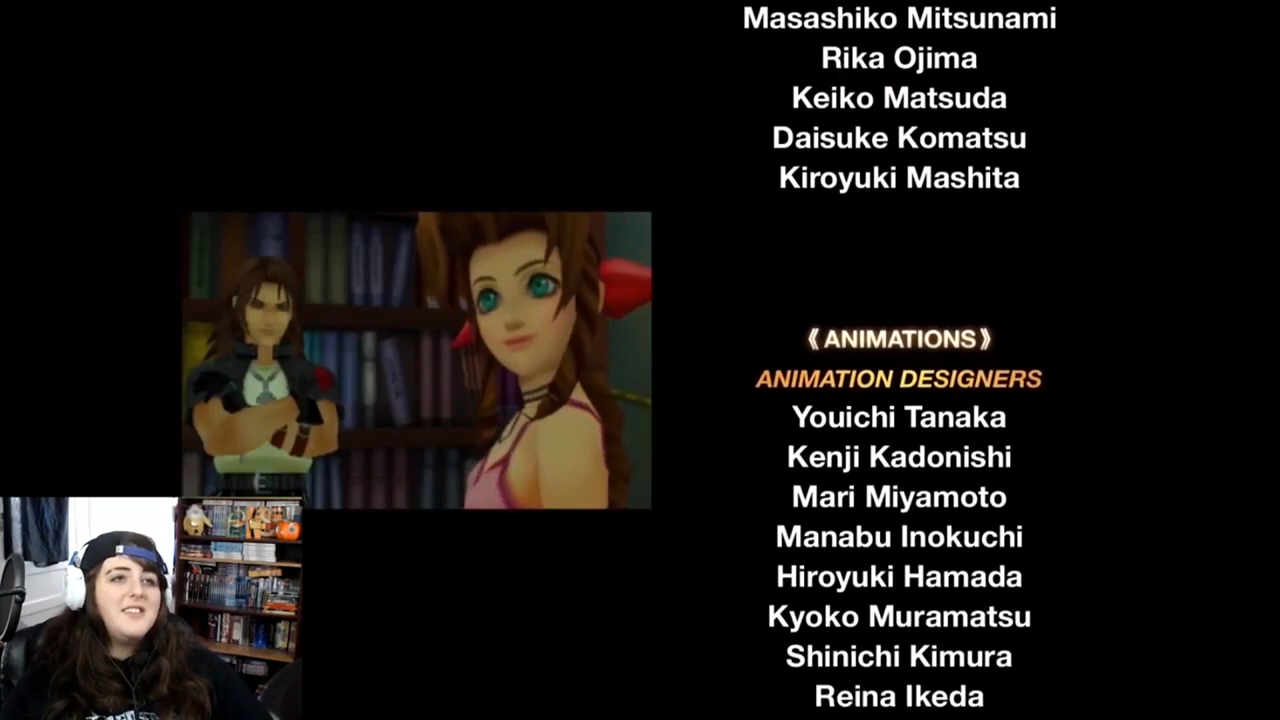 Masashiko Mitsunami
Rika Ojima
Keiko Matsuda
Daisuke Komatsu
Kiroyuki Mashita
《ANIMATIONS》
ANIMATION DESIGNERS
Youichi Tanaka
Kenji Kadonishi
Mari Miyamoto
Manabu Inokuchi
Hiroyuki Hamada
Kyoko Muramatsu
Shinichi Kimura
Reina Ikeda